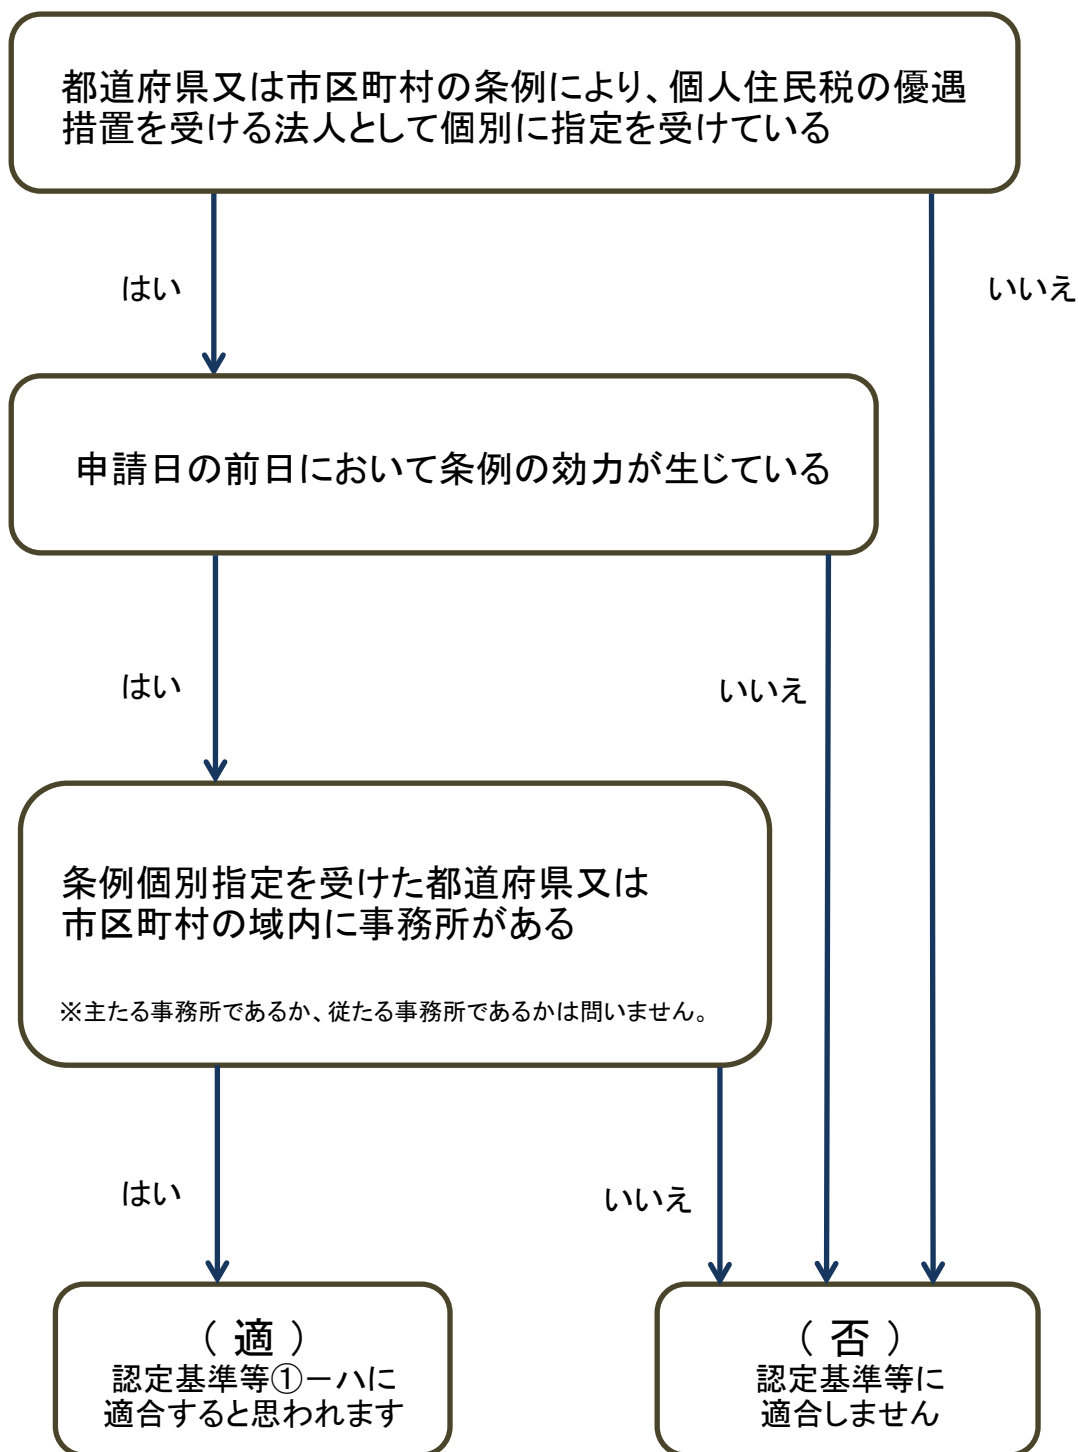 都道府県又は市区町村の条例により、個人住民税の優遇
措置を受ける法人として個別に指定を受けている
はい
いいえ
申請日の前日において条例の効力が生じている
はい
いいえ
条例個別指定を受けた都道府県又は
市区町村の域内に事務所がある
※主たる事務所であるか、従たる事務所であるかは問いません。
はい
いいえ
（ 適 ）
認定基準等①－ハに
適合すると思われます
（ 否 ）
認定基準等に
適合しません